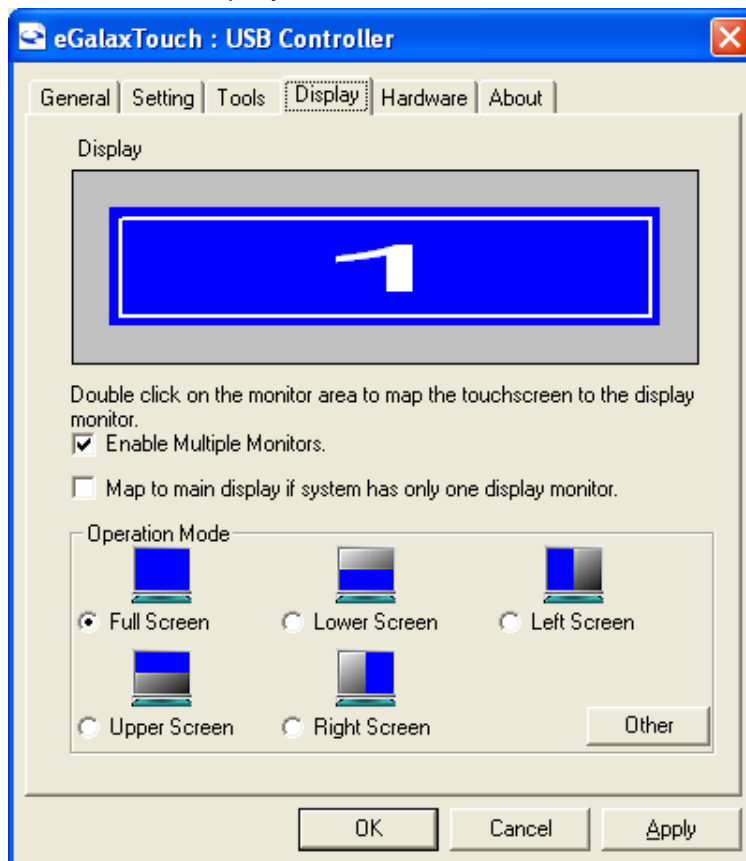 eGalaxTouch : USB Controller
General Setting Tools Display Hardware About
Display
1
Double click on the monitor area to map the touchscreen to the display
monitor.
Enable Multiple Monitors.
Map to main display if system has only one display monitor.
Operation Mode
Full Screen Lower Screen Left Screen
Upper Screen Right Screen Other
OK Cancel Apply